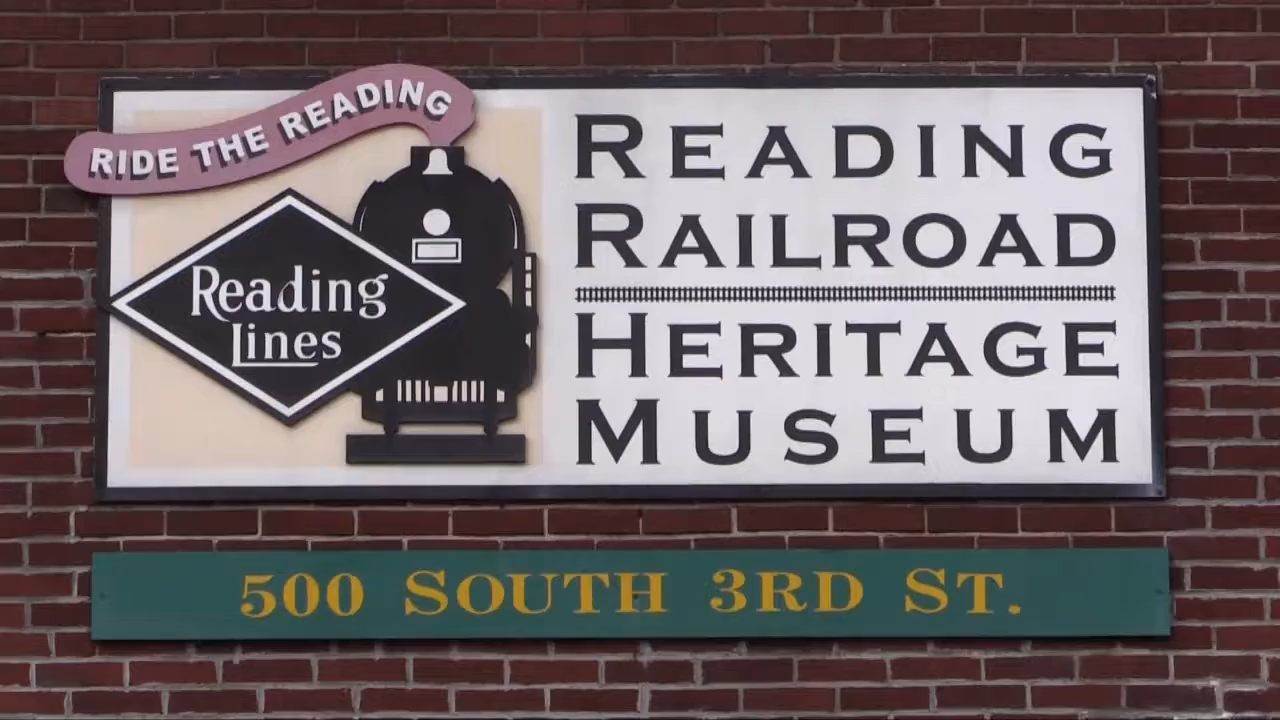 RIDE THE READING
Reading
Lines
READING
RAILROAD
HERITAGE
MUSEUM
500 SOUTH 3RD ST.